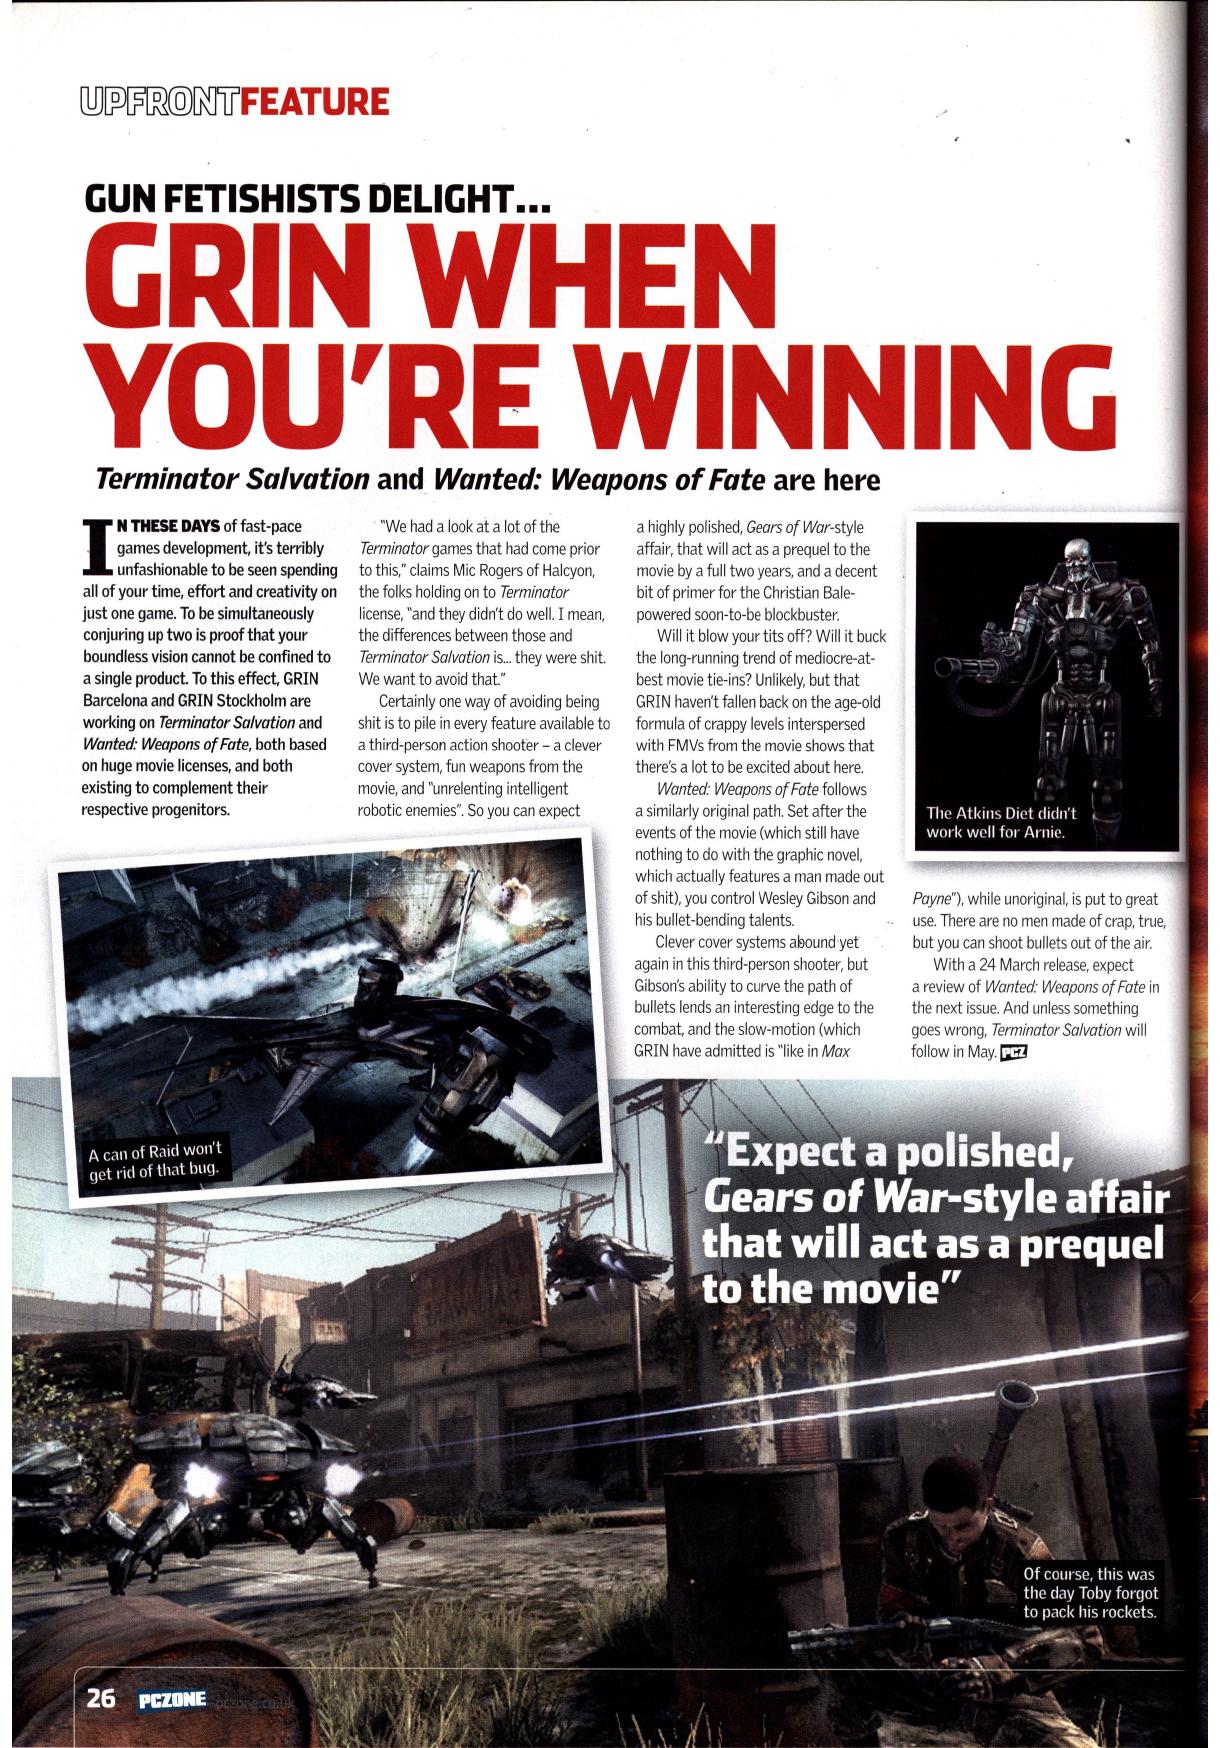 UPFRONTFEATURE
GUN FETISHISTS DELIGHT...
GRIN WHEN
YOU'RE WINNING
Terminator Salvation and Wanted: Weapons of Fate are here
IN THESE DAYS of fast-pace
games development, it's terribly
unfashionable to be seen spending
all of your time, effort and creativity on
just one game. To be simultaneously
conjuring up two is proof that your
boundless vision cannot be confined to
a single product. To this effect, GRIN
Barcelona and GRIN Stockholm are
working on Terminator Salvation and
Wanted: Weapons of Fate, both based
on huge movie licenses, and both
existing to complement their
respective progenitors.
"We had a look at a lot of the
Terminator games that had come prior
to this," claims Mic Rogers of Halcyon,
the folks holding on to Terminator
license, "and they didn't do well. I mean,
the differences between those and
Terminator Salvation is... they were shit.
We want to avoid that."
Certainly one way of avoiding being
shit is to pile in every feature available to
a third-person action shooter – a clever
cover system, fun weapons from the
movie, and "unrelenting intelligent
robotic enemies". So you can expect
a highly polished, Gears of War-style
affair, that will act as a prequel to the
movie by a full two years, and a decent
bit of primer for the Christian Bale-
powered soon-to-be blockbuster.
Will it blow your tits off? Will it buck
the long-running trend of mediocre-at-
best movie tie-ins? Unlikely, but that
GRIN haven't fallen back on the age-old
formula of crappy levels interspersed
with FMVs from the movie shows that
there's a lot to be excited about here.
Wanted: Weapons of Fate follows
a similarly original path. Set after the
events of the movie (which still have
nothing to do with the graphic novel,
which actually features a man made out
of shit), you control Wesley Gibson and
his bullet-bending talents.
Clever cover systems abound yet
again in this third-person shooter, but
Gibson's ability to curve the path of
bullets lends an interesting edge to the
combat, and the slow-motion (which
GRIN have admitted is "like in Max
The Atkins Diet didn't
work well for Arnie.
Payne"), while unoriginal, is put to great
use. There are no men made of crap, true,
but you can shoot bullets out of the air.
With a 24 March release, expect
a review of Wanted: Weapons of Fate in
the next issue. And unless something
goes wrong, Terminator Salvation will
follow in May. PCZ
A can of Raid won't
get rid of that bug.
"Expect a polished,
Gears of War-style affair
that will act as a prequel
to the movie"
Of course, this was
the day Toby forgot
to pack his rockets.
26 PCZONE pczone.co.uk